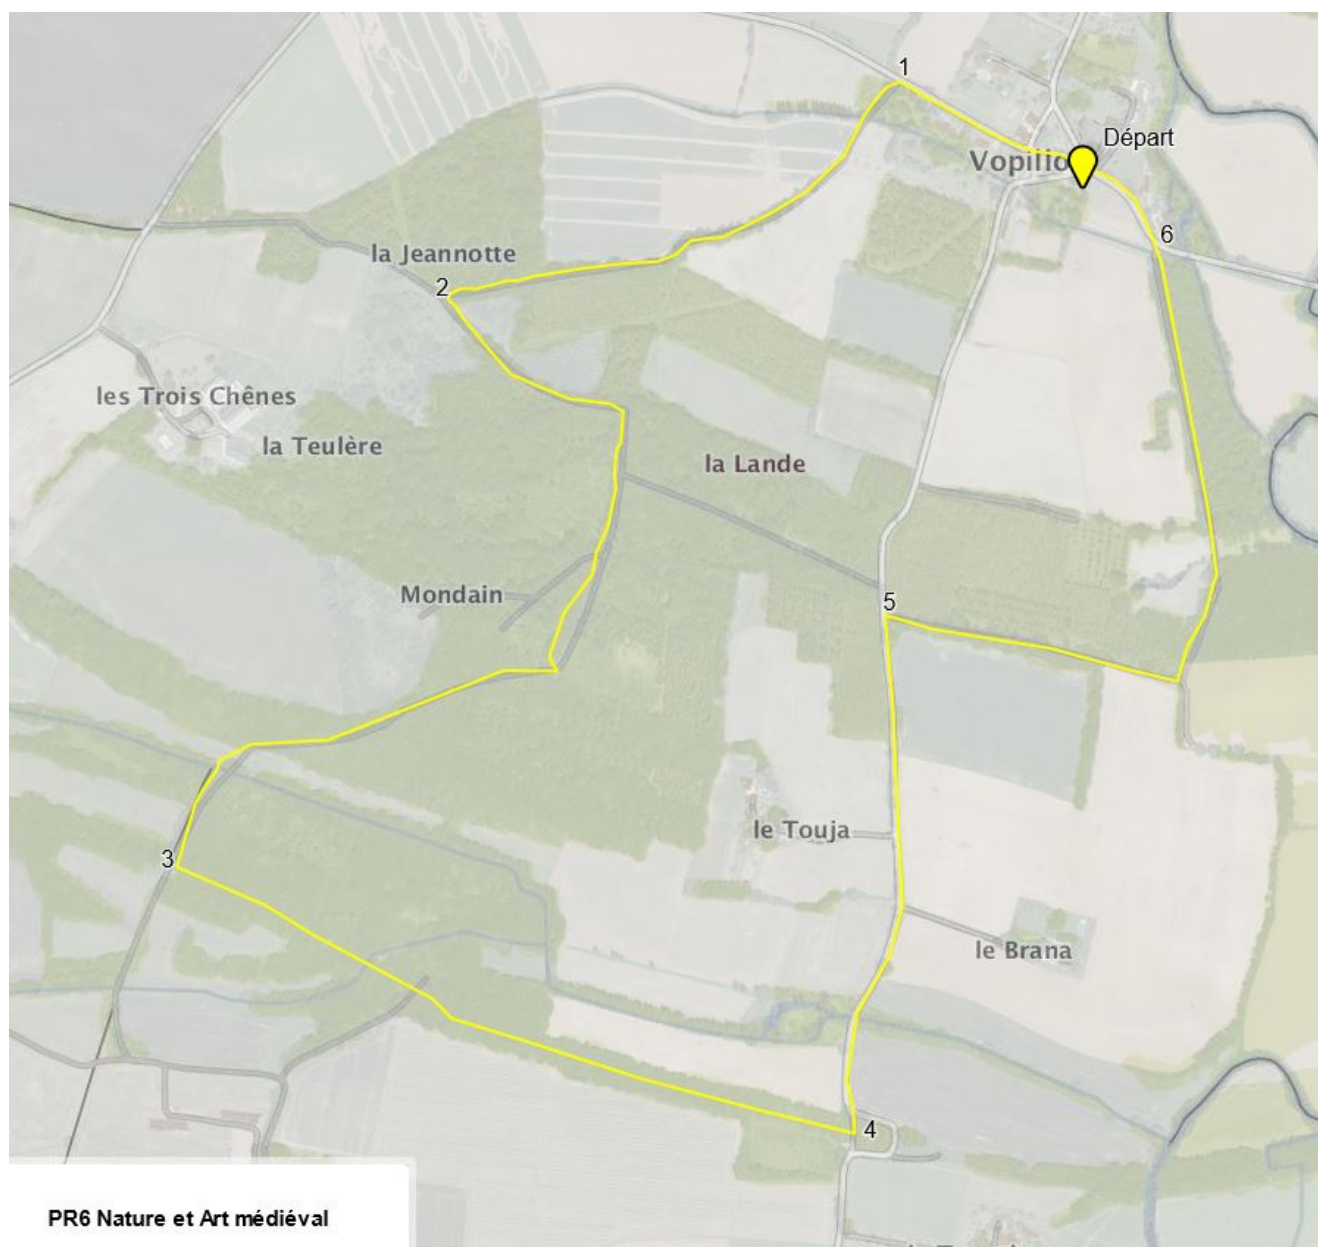 1
Départ
Vopillo
6
la Jeannotte
2
les Trois Chênes
la Teulère
la Lande
Mondain
5
le Touja
3
le Brana
4
PR6 Nature et Art médiéval